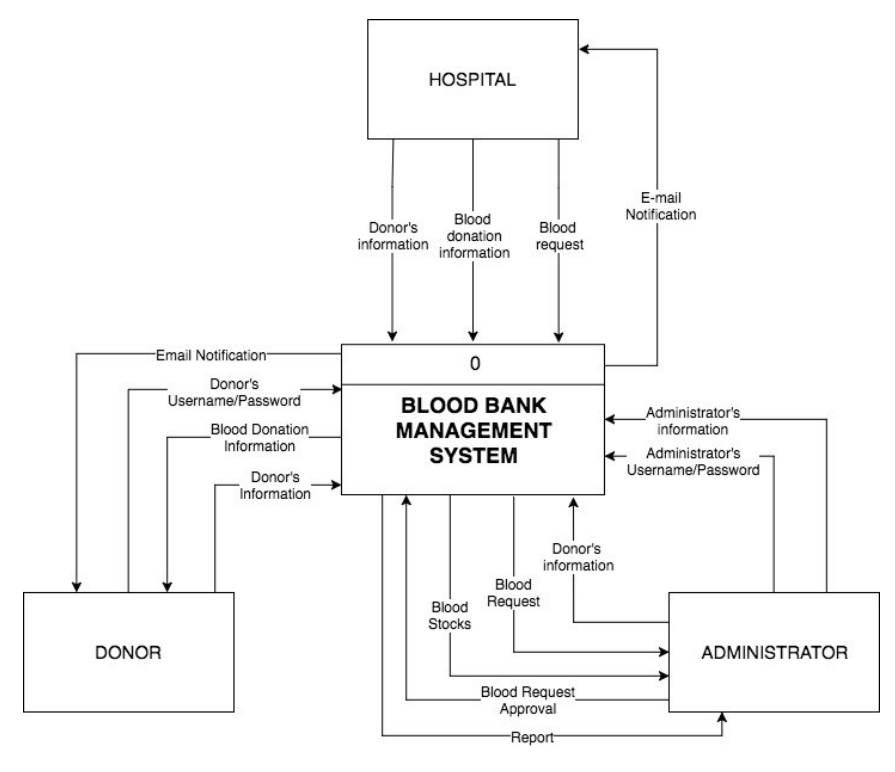 HOSPITAL
E-mail
Notification
Donor's
information
Blood
donation
information
Blood
request
Email Notification
0
BLOOD BANK
MANAGEMENT
SYSTEM
Donor's
Username/Password
Blood Donation
Information
Donor's
Information
Administrator's
information
Administrator's
Username/Password
Donor's
information
Blood
Request
Blood
Stocks
DONOR
ADMINISTRATOR
Blood Request
Approval
Report